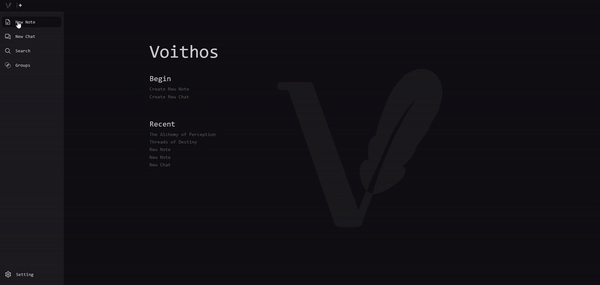 New Note
New Chat
Search
Groups
Setting
Voithos
Begin
Create New Note
Create New Chat
Recent
The Alchemy of Perception
Threads of Destiny
New Note
New Note
New Chat